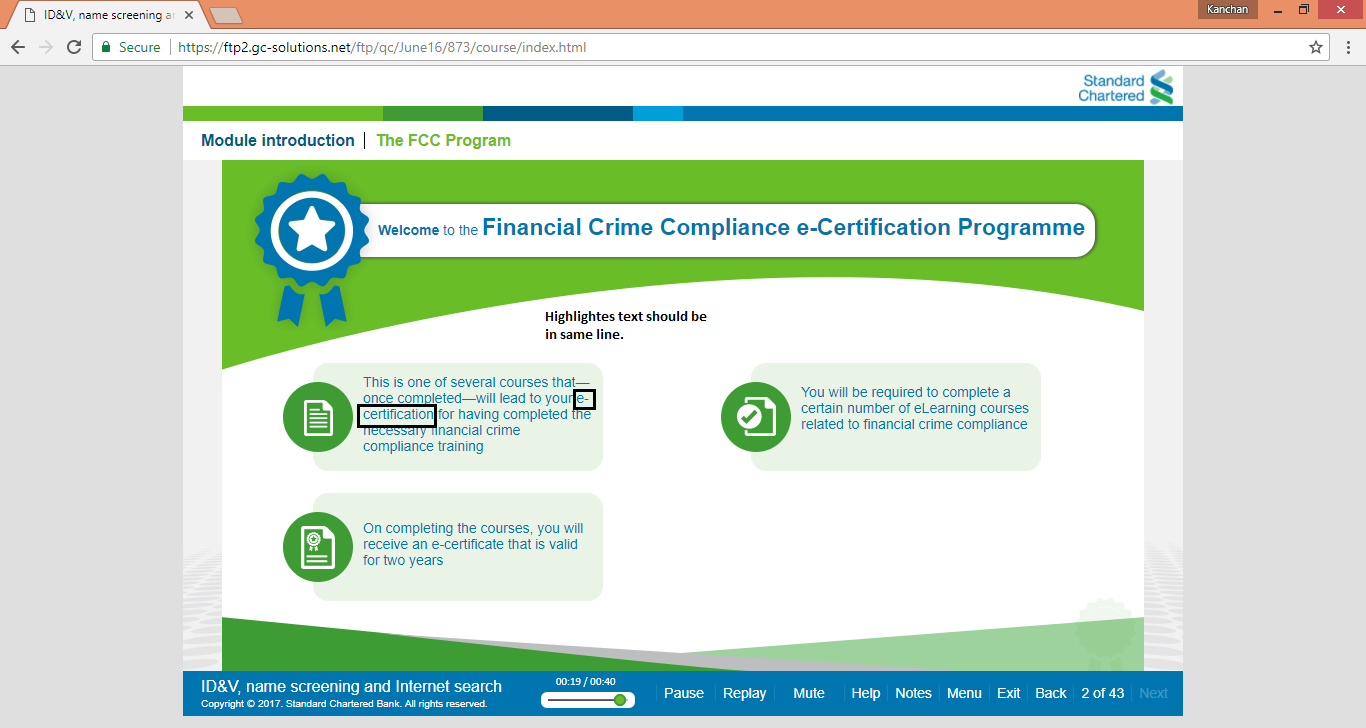 ID&V, name screening a
Kanchan
Secure
https://ftp2.gc-solutions.net/ftp/qc/June16/873/course/index.html
Standard
Chartered
Module introduction | The FCC Program
Welcome to the Financial Crime Compliance e-Certification Programme
Highlightes text should be
in same line.
This is one of several courses that—
once completed—will lead to your e-
certification for having completed the
necessary financial crime
compliance training
You will be required to complete a
certain number of eLearning courses
related to financial crime compliance
On completing the courses, you will
receive an e-certificate that is valid
for two years
ID&V, name screening and Internet search
Copyright © 2017. Standard Chartered Bank. All rights reserved.
00:19 / 00:40
Pause Replay Mute Help Notes Menu Exit Back 2 of 43 Next